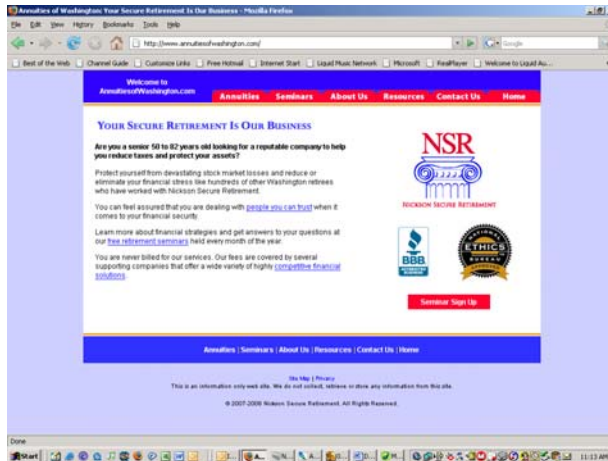 Annuities of Washington: Your Secure Retirement Is Our Business - Mozilla Firefox
File Edit View History Bookmarks Tools Help
http://www.annuitiesofwashington.com/
Google
Best of the Web Channel Guide Customize Links Free Hotmail Internet Start Liquid Music Network Microsoft RealPlayer Welcome to Liquid Au...
Welcome to
AnnuitiesofWashington.com
Annuities Seminars About Us Resources Contact Us Home
YOUR SECURE RETIREMENT IS OUR BUSINESS
Are you a senior 50 to 82 years old looking for a reputable company to help
you reduce taxes and protect your assets?
Protect yourself from devastating stock market losses and reduce or
eliminate your financial stress like hundreds of other Washington retirees
who have worked with Nickson Secure Retirement.
You can feel assured that you are dealing with people you can trust when it
comes to your financial security.
Learn more about financial strategies and get answers to your questions at
our free retirement seminars held every month of the year.
You are never billed for our services. Our fees are covered by several
supporting companies that offer a wide variety of highly competitive financial
solutions.
NSR
NICKSON SECURE RETIREMENT
BBB
ACCREDITED
BUSINESS
NATIONAL
ETHICS
BUREAU
Seminar Sign Up
Annuities | Seminars | About Us | Resources | Contact Us | Home
Site Map | Privacy
This is an information only web site. We do not collect, retrieve or store any information from this site.
© 2007-2008 Nickson Secure Retirement. All Rights Reserved.
Done
Start
11:13 AM